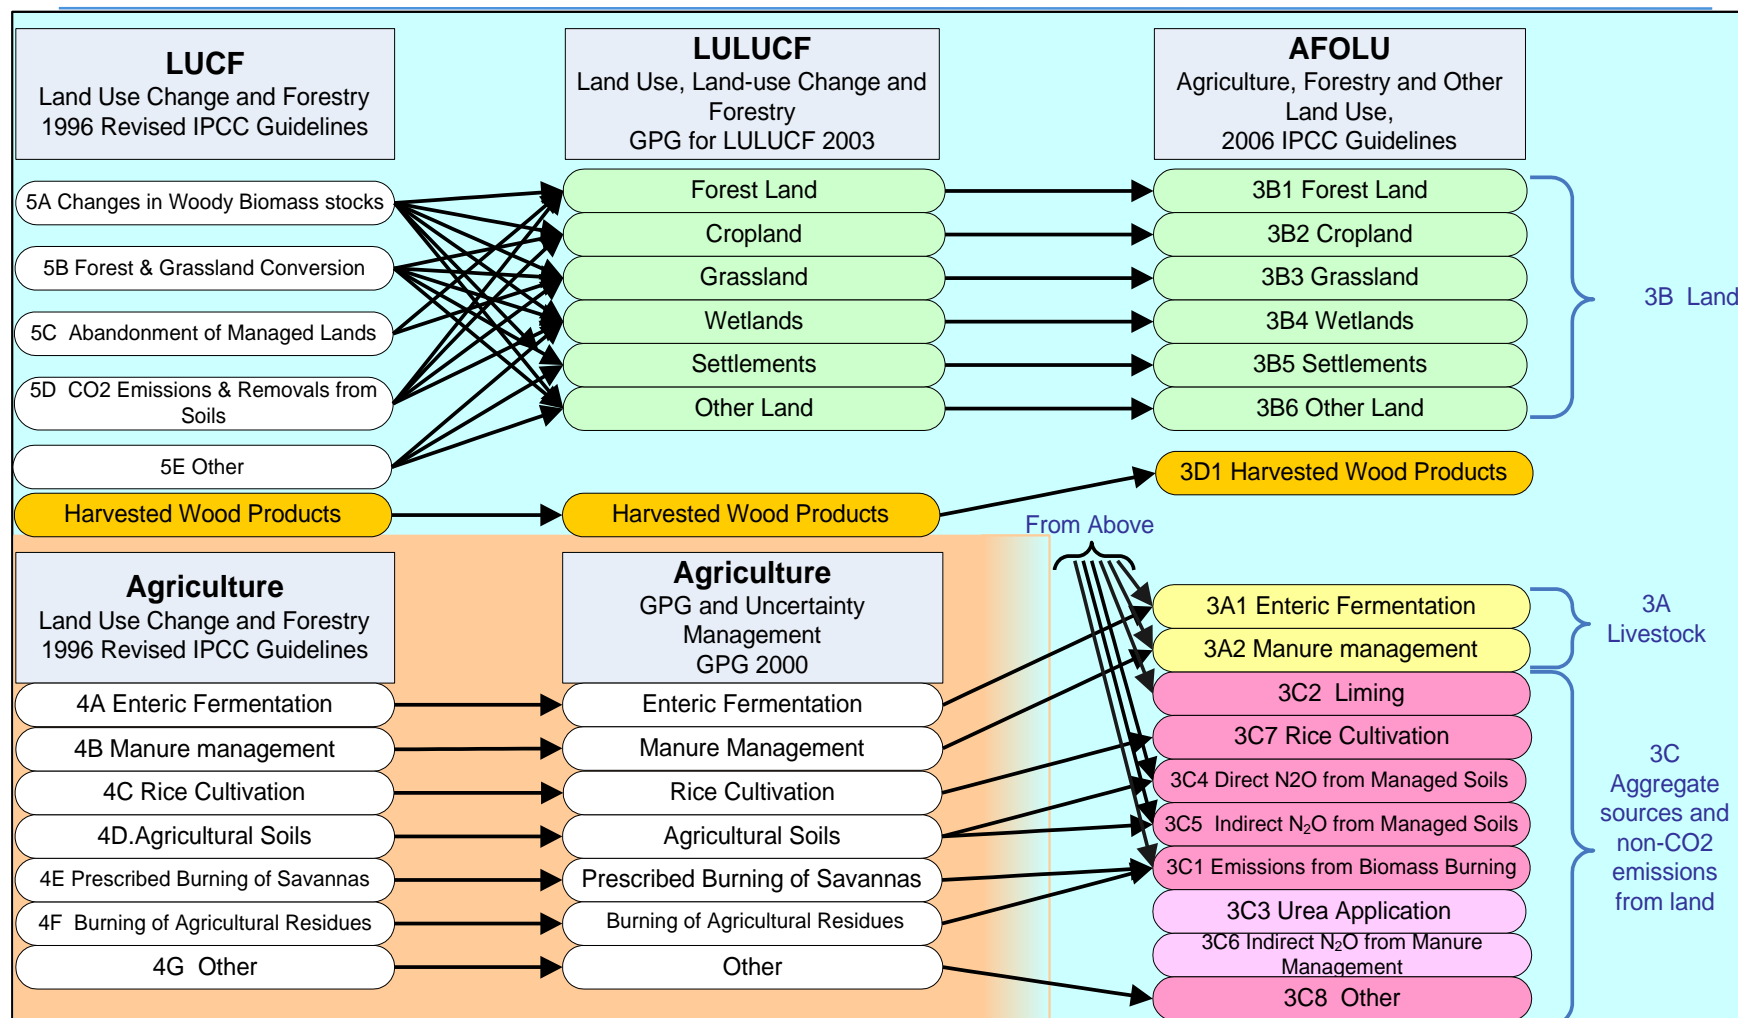 LUCF
Land Use Change and Forestry
1996 Revised IPCC Guidelines
LULUCF
Land Use, Land-use Change and
Forestry
GPG for LULUCF 2003
AFOLU
Agriculture, Forestry and Other
Land Use,
2006 IPCC Guidelines
5A Changes in Woody Biomass stocks
5B Forest & Grassland Conversion
5C Abandonment of Managed Lands
5D CO2 Emissions & Removals from
Soils
5E Other
Harvested Wood Products
Forest Land
Cropland
Grassland
Wetlands
Settlements
Other Land
Harvested Wood Products
3B1 Forest Land
3B2 Cropland
3B3 Grassland
3B4 Wetlands
3B5 Settlements
3B6 Other Land
3B Land
3D1 Harvested Wood Products
From Above
Agriculture
Land Use Change and Forestry
1996 Revised IPCC Guidelines
Agriculture
GPG and Uncertainty
Management
GPG 2000
4A Enteric Fermentation
4B Manure management
4C Rice Cultivation
4D.Agricultural Soils
4E Prescribed Burning of Savannas
4F Burning of Agricultural Residues
4G Other
Enteric Fermentation
Manure Management
Rice Cultivation
Agricultural Soils
Prescribed Burning of Savannas
Burning of Agricultural Residues
Other
3A1 Enteric Fermentation
3A2 Manure management
3C2 Liming
3C7 Rice Cultivation
3C4 Direct N2O from Managed Soils
3C5 Indirect N₂O from Managed Soils
3C1 Emissions from Biomass Burning
3C3 Urea Application
3C6 Indirect N₂O from Manure
Management
3C8 Other
3A
Livestock
3C
Aggregate
sources and
non-CO2
emissions
from land